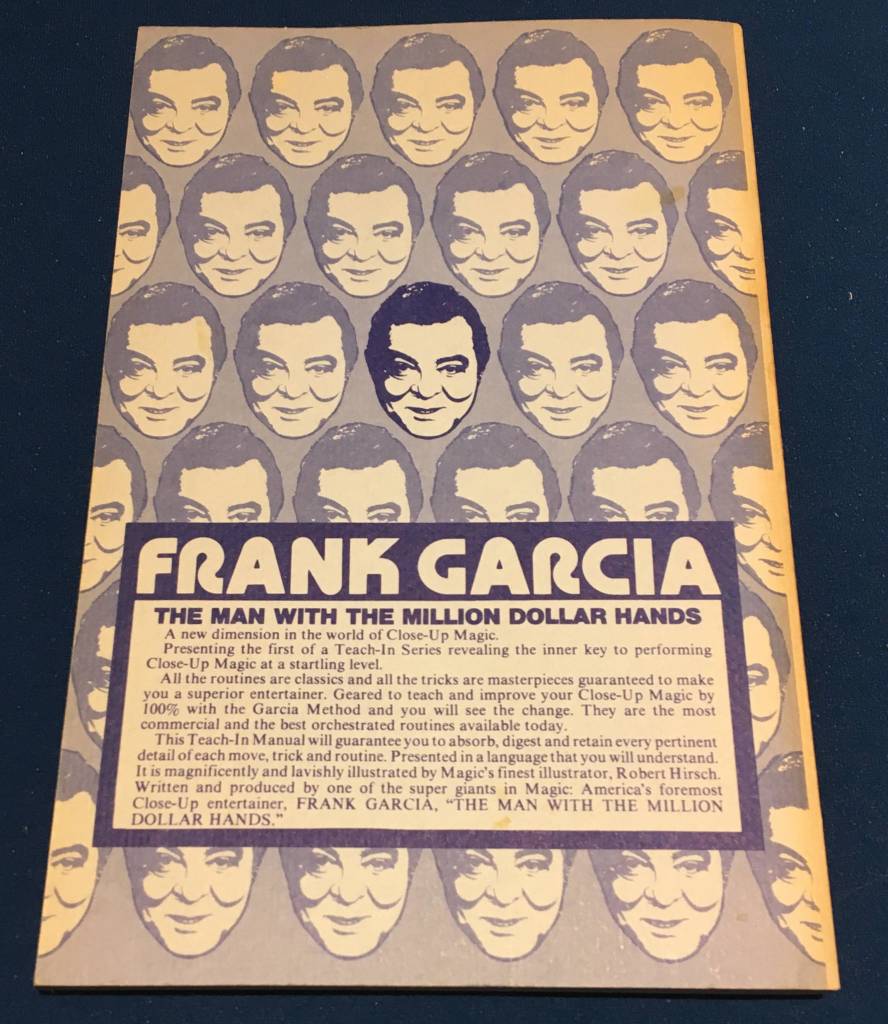 FRANK GARCIA
THE MAN WITH THE MILLION DOLLAR HANDS
A new dimension in the world of Close-Up Magic.
Presenting the first of a Teach-In Series revealing the inner key to performing
Close-Up Magic at a startling level.
All the routines are classics and all the tricks are masterpieces guaranteed to make
you a superior entertainer. Geared to teach and improve your Close-Up Magic by
100% with the Garcia Method and you will see the change. They are the most
commercial and the best orchestrated routines available today.
This Teach-In Manual will guarantee you to absorb, digest and retain every pertinent
detail of each move, trick and routine. Presented in a language that you will understand.
It is magnificently and lavishly illustrated by Magic's finest illustrator, Robert Hirsch.
Written and produced by one of the super giants in Magic: America's foremost
Close-Up entertainer, FRANK GARCIA, "THE MAN WITH THE MILLION
DOLLAR HANDS."